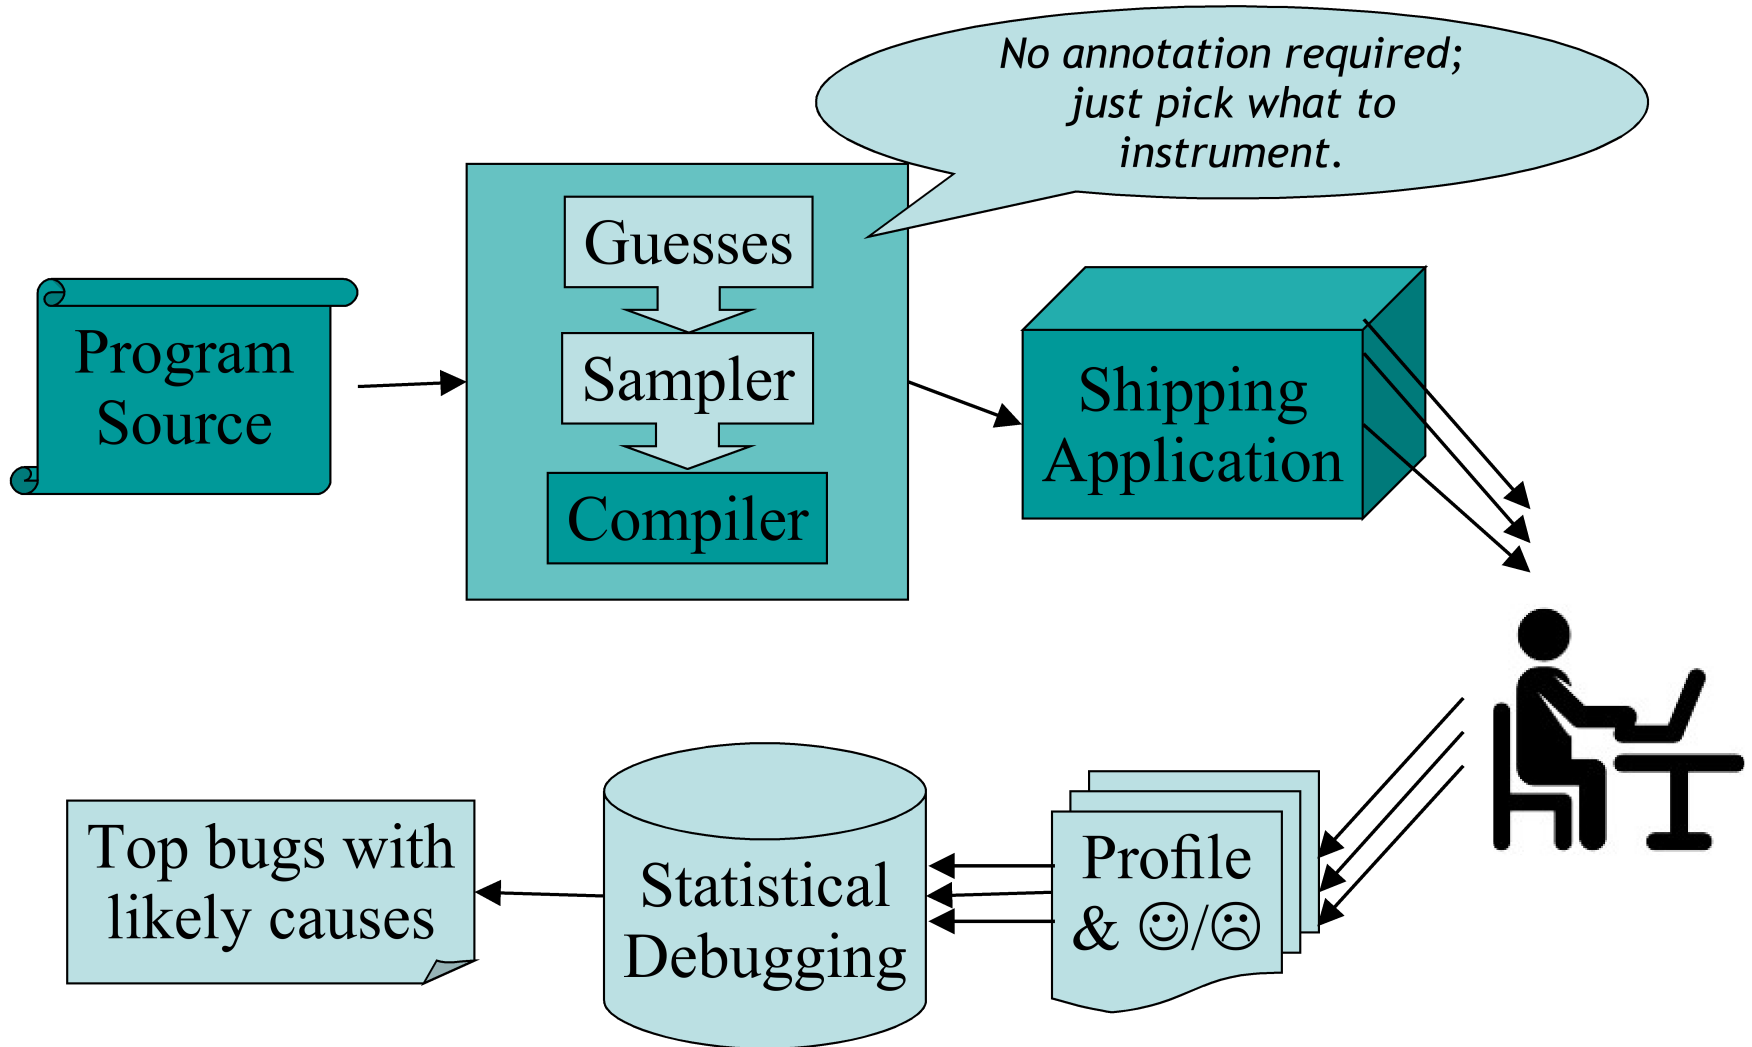 No annotation required;
just pick what to
instrument.
Guesses
Program
Source
Sampler
Compiler
Shipping
Application
Top bugs with
likely causes
Statistical
Debugging
Profile
& ☺/☹